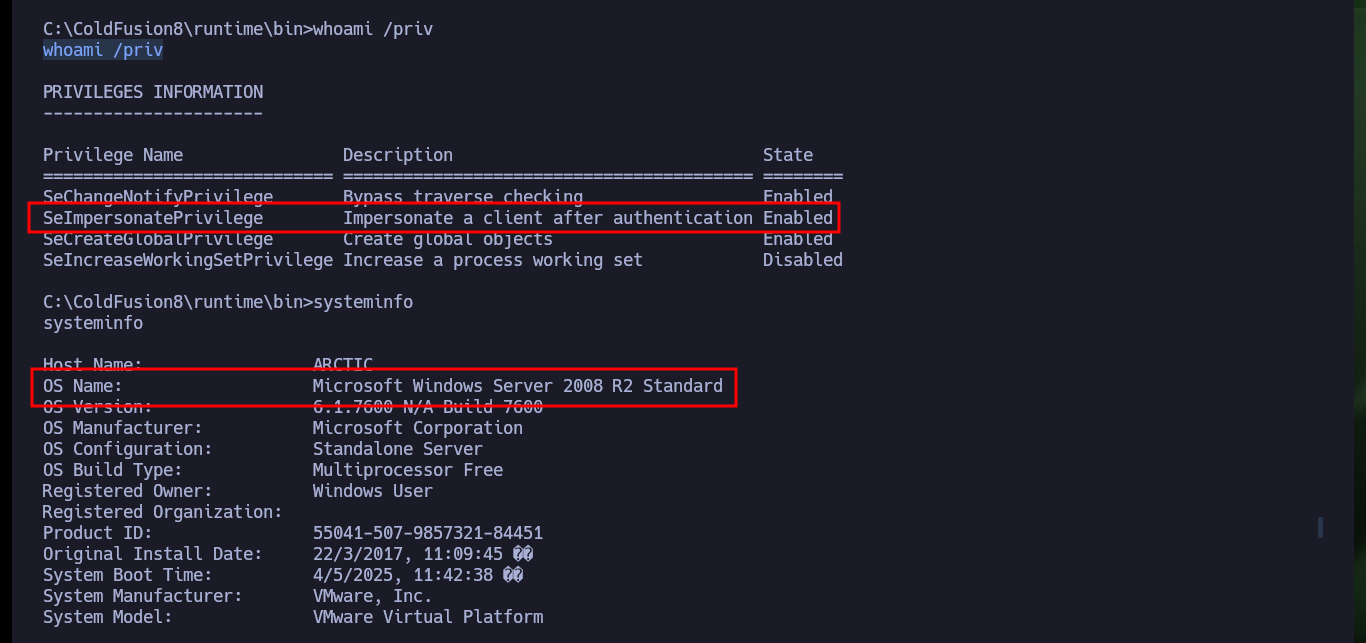 C:\ColdFusion8\runtime\bin>whoami /priv
whoami /priv
PRIVILEGES INFORMATION
----------------------
Privilege Name                Description                               State
============================= ========================================= ========
SeChangeNotifyPrivilege       Bypass traverse checking                  Enabled
SeImpersonatePrivilege        Impersonate a client after authentication Enabled
SeCreateGlobalPrivilege       Create global objects                     Enabled
SeIncreaseWorkingSetPrivilege Increase a process working set            Disabled
C:\ColdFusion8\runtime\bin>systeminfo
systeminfo
Host Name:                 ARCTIC
OS Name:                   Microsoft Windows Server 2008 R2 Standard
OS Version:                6.1.7600 N/A Build 7600
OS Manufacturer:           Microsoft Corporation
OS Configuration:          Standalone Server
OS Build Type:             Multiprocessor Free
Registered Owner:          Windows User
Registered Organization:
Product ID:                55041-507-9857321-84451
Original Install Date:     22/3/2017, 11:09:45 ��
System Boot Time:          4/5/2025, 11:42:38 ��
System Manufacturer:       VMware, Inc.
System Model:              VMware Virtual Platform